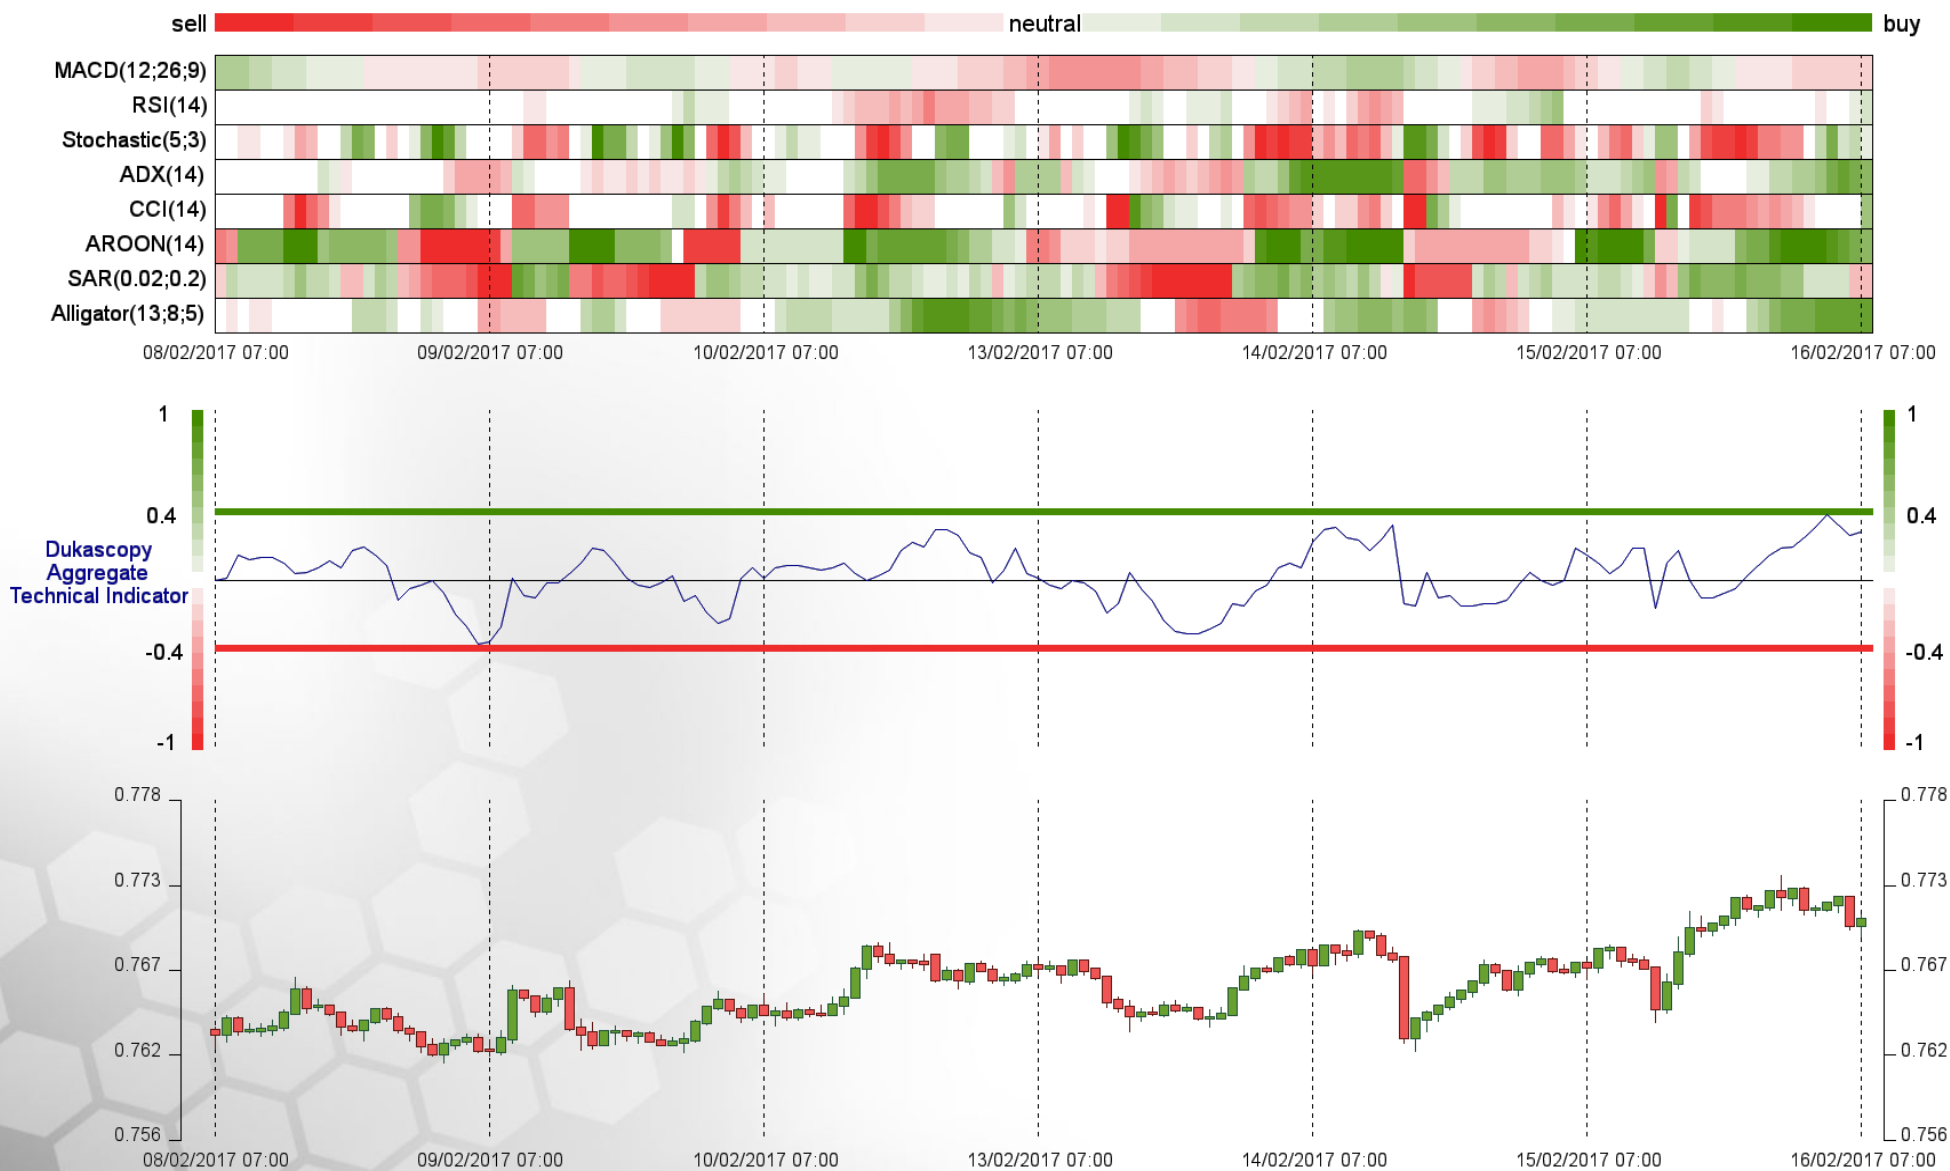 sell neutral buy
MACD(12;26;9)
RSI(14)
Stochastic(5;3)
ADX(14)
CCI(14)
AROON(14)
SAR(0.02;0.2)
Alligator(13;8;5)
08/02/2017 07:00 09/02/2017 07:00 10/02/2017 07:00 13/02/2017 07:00 14/02/2017 07:00 15/02/2017 07:00 16/02/2017 07:00
1 1
0.4 0.4
Dukascopy
Aggregate
Technical Indicator
-0.4 -0.4
-1 -1
0.778 0.778
0.773 0.773
0.767 0.767
0.762 0.762
0.756 0.756
08/02/2017 07:00 09/02/2017 07:00 10/02/2017 07:00 13/02/2017 07:00 14/02/2017 07:00 15/02/2017 07:00 16/02/2017 07:00